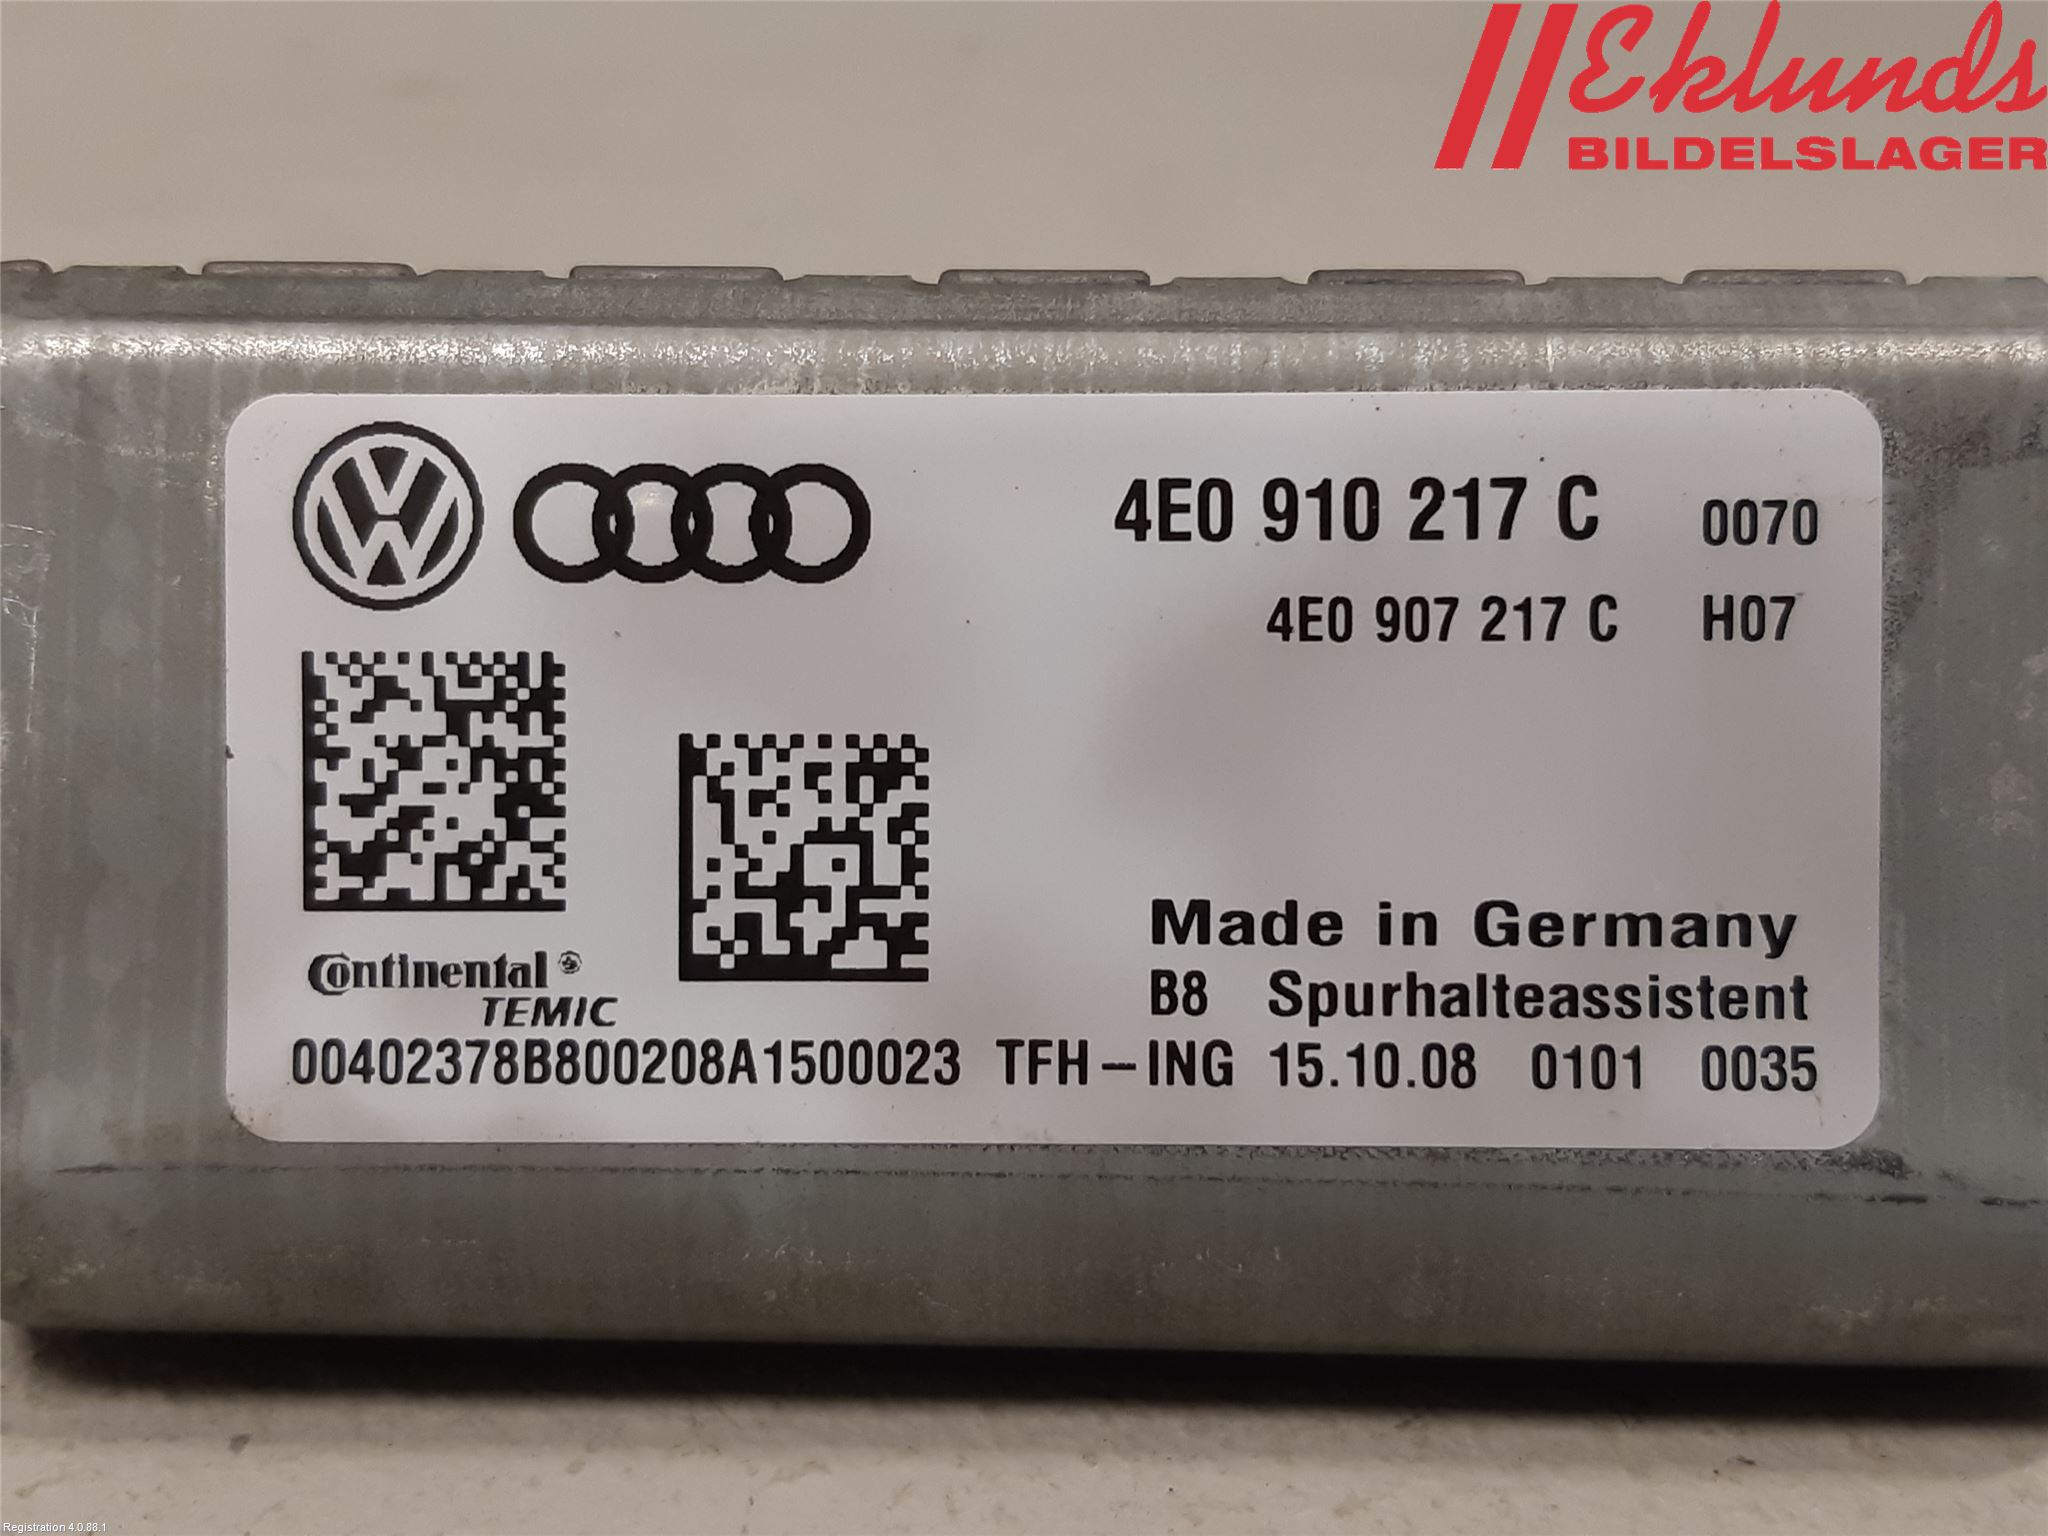 Eklunds
BILDELSLAGER
4E0 910 217 C 0070
4E0 907 217 C H07
Made in Germany
Continental
TEMIC
B8 Spurhalteassistent
00402378B800208A1500023 TFH-ING 15.10.08 0101 0035
Registration 4.0.88.1